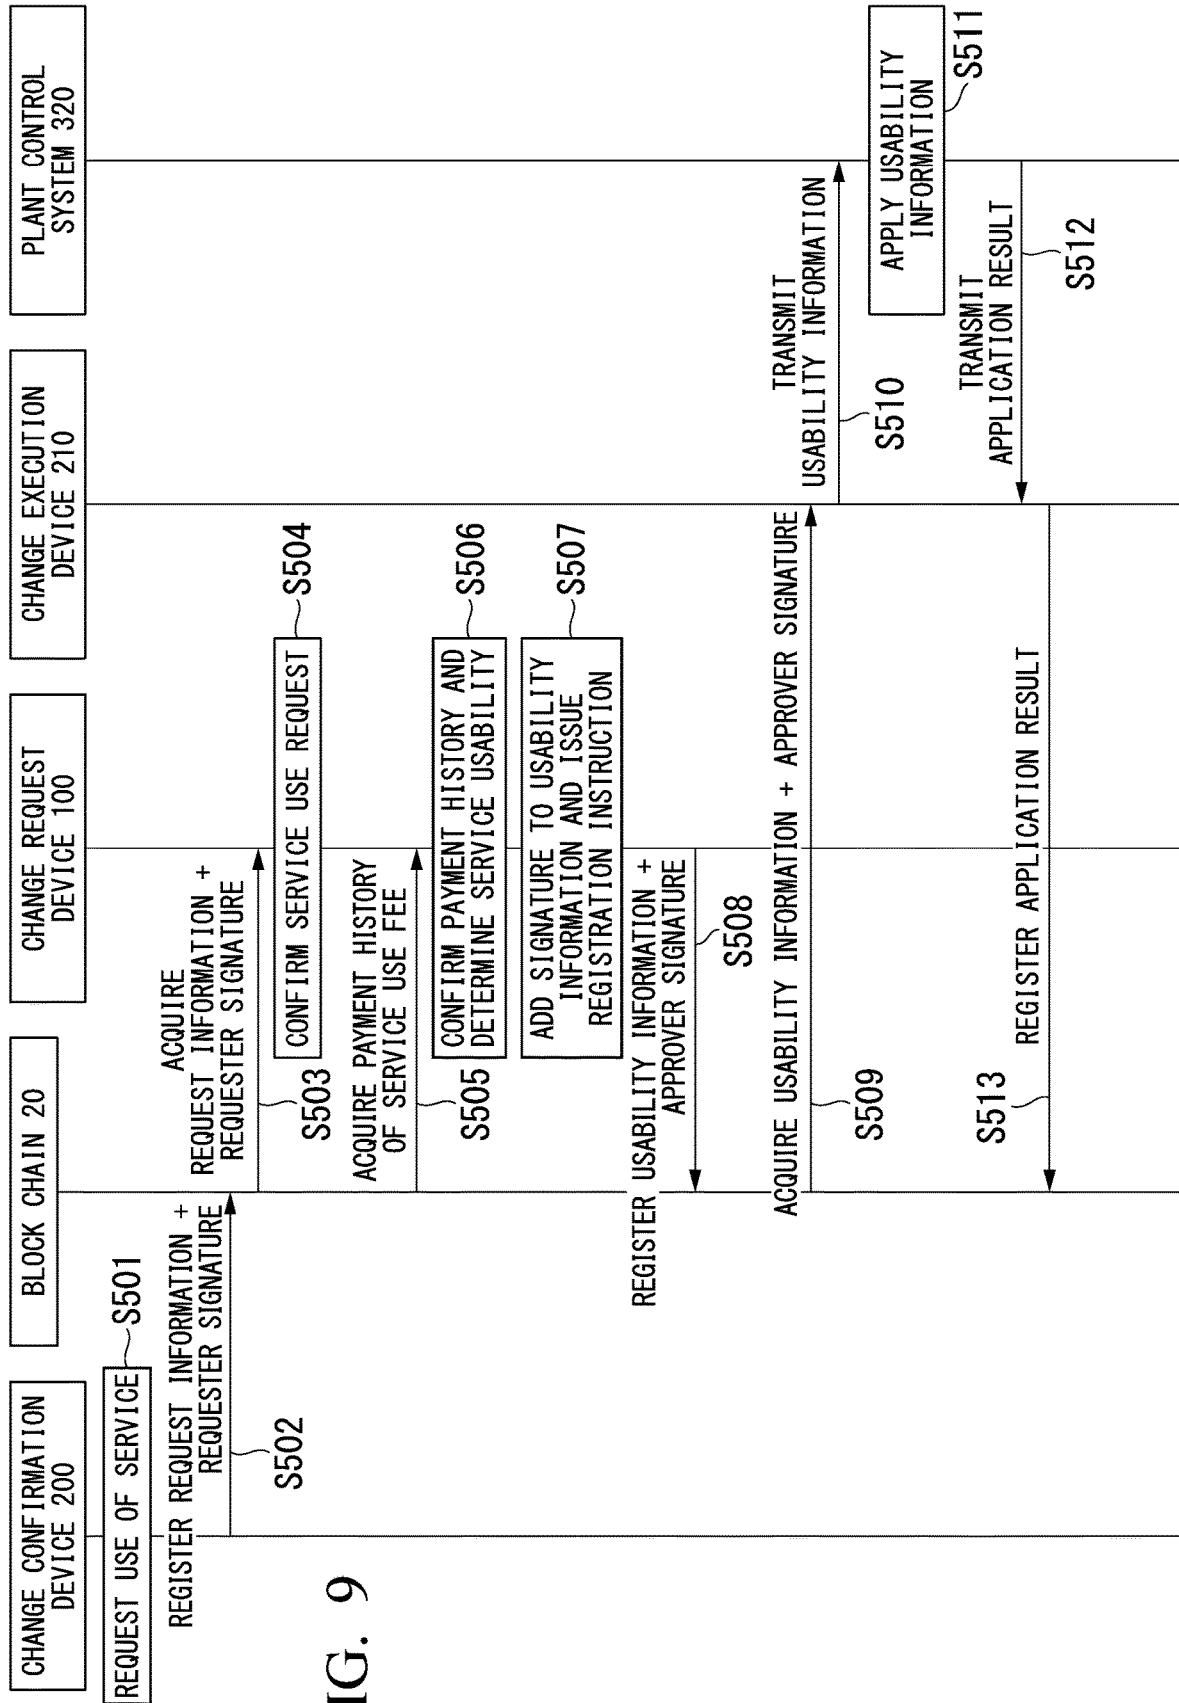 CHANGE CONFIRMATION
DEVICE 200
BLOCK CHAIN 20
CHANGE REQUEST
DEVICE 100
CHANGE EXECUTION
DEVICE 210
PLANT CONTROL
SYSTEM 320
REQUEST USE OF SERVICE
S501
REGISTER REQUEST INFORMATION +
REQUESTER SIGNATURE
S502
ACQUIRE
REQUEST INFORMATION +
REQUESTER SIGNATURE
S503
CONFIRM SERVICE USE REQUEST
S504
ACQUIRE PAYMENT HISTORY
OF SERVICE USE FEE
S505
CONFIRM PAYMENT HISTORY AND
DETERMINE SERVICE USABILITY
S506
ADD SIGNATURE TO USABILITY
INFORMATION AND ISSUE
REGISTRATION INSTRUCTION
S507
REGISTER USABILITY INFORMATION +
APPROVER SIGNATURE
S508
ACQUIRE USABILITY INFORMATION + APPROVER SIGNATURE
S509
TRANSMIT
USABILITY INFORMATION
S510
APPLY USABILITY
INFORMATION
S511
TRANSMIT
APPLICATION RESULT
S512
REGISTER APPLICATION RESULT
S513
IG. 9